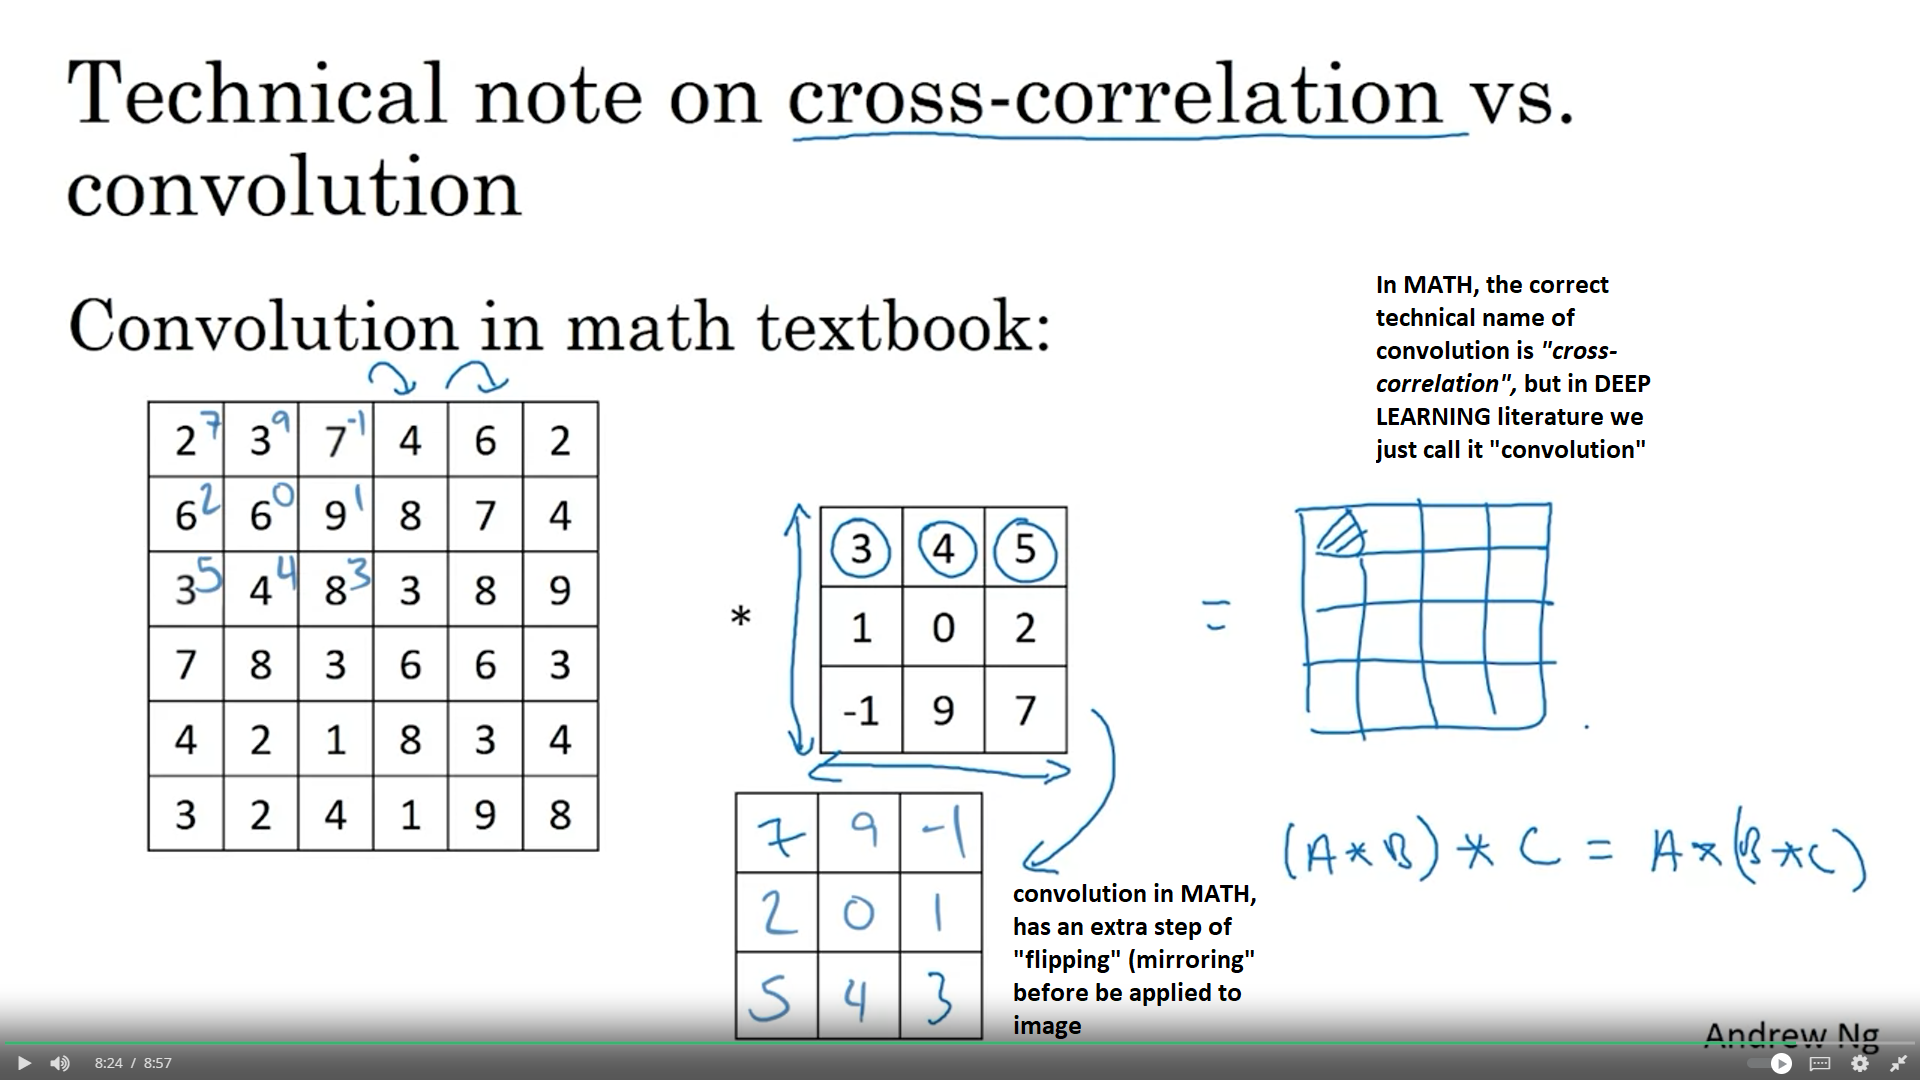 Technical note on cross-correlation vs.
convolution
Convolution in math textbook:
In MATH, the correct
technical name of
convolution is "cross-
correlation", but in DEEP
LEARNING literature we
just call it "convolution"
2 7 3 9 7 -1 4 6 2
6 2 6 0 9 1 8 7 4
3 5 4 4 8 3 3 8 9
7 8 3 6 6 3
4 2 1 8 3 4
3 2 4 1 9 8
*
3 4 5
1 0 2
-1 9 7
=
7 9 -1
2 0 1
5 4 3
(A * B) * C = A * (B * C)
convolution in MATH,
has an extra step of
"flipping" (mirroring"
before be applied to
image
Andrew Ng
8:24 / 8:57